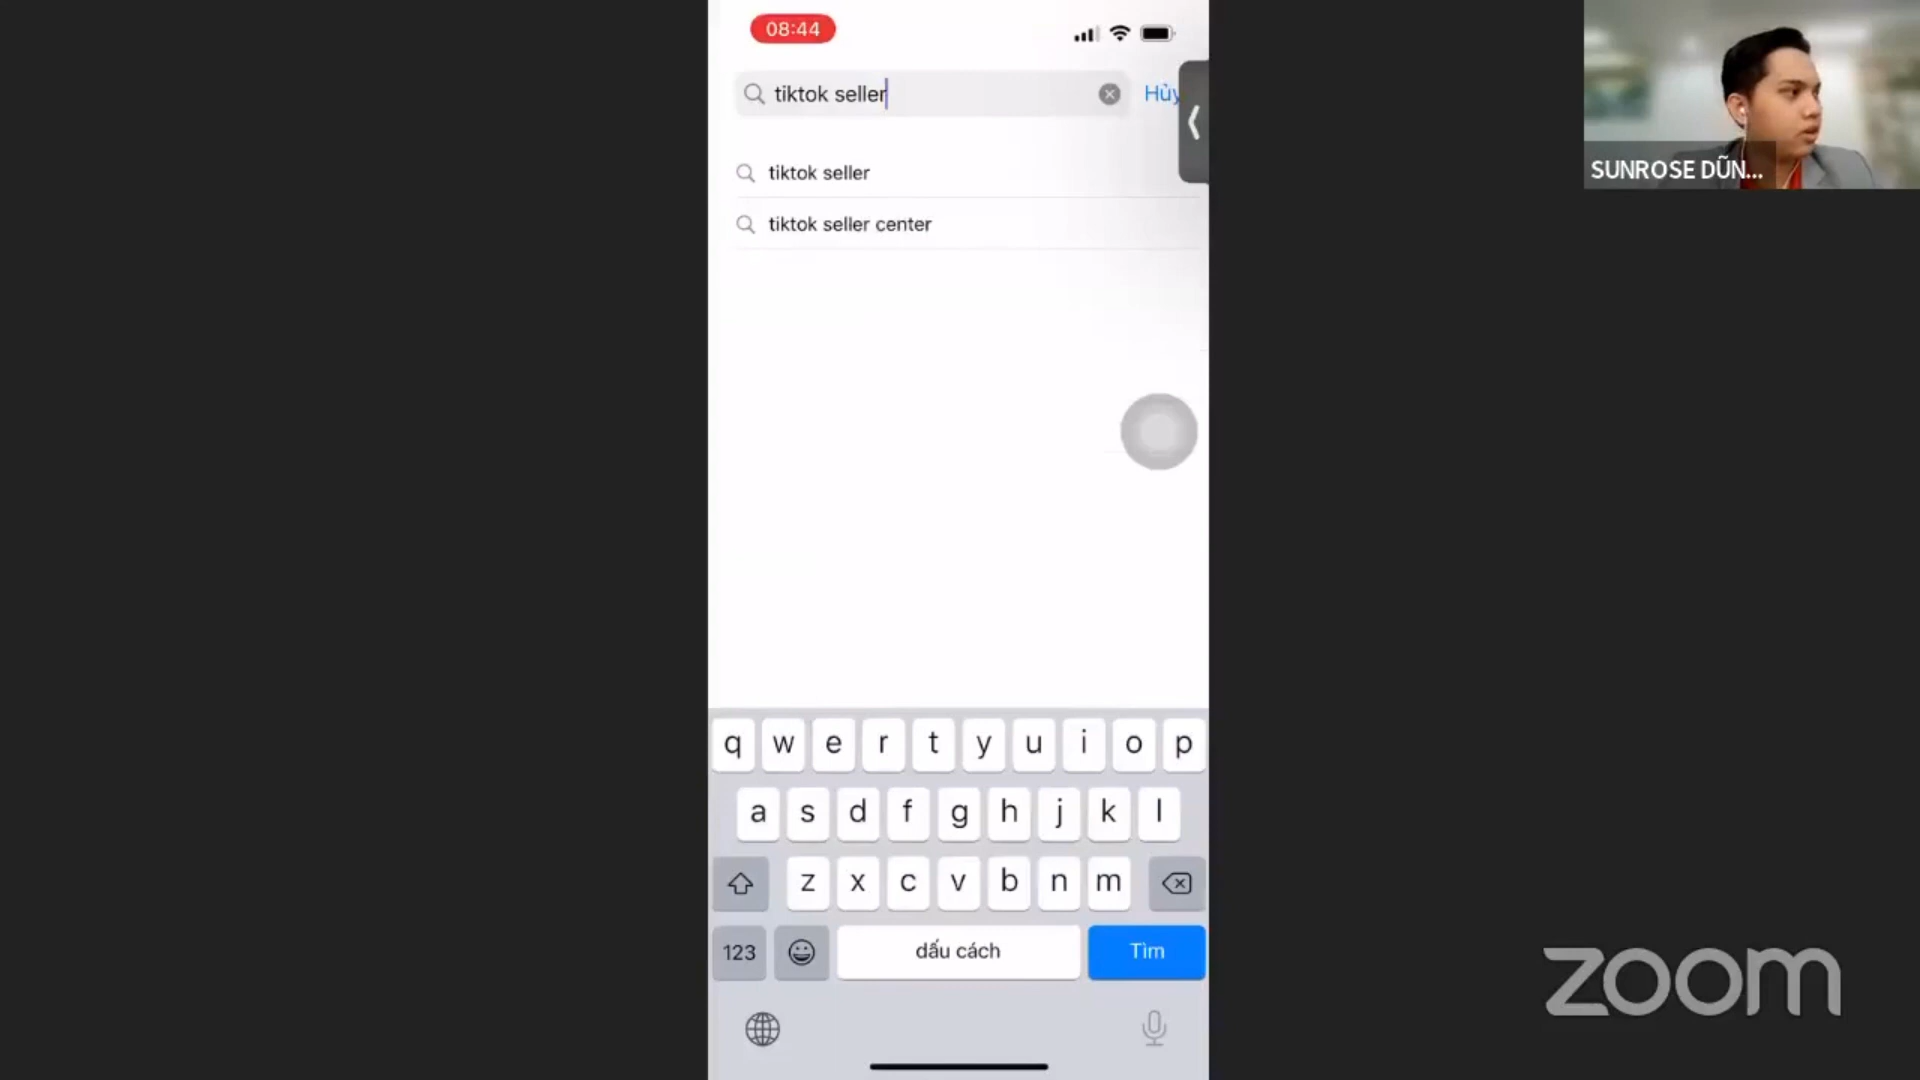 08:44
tiktok seller
Hủy
SUNROSE DŨN...
tiktok seller
tiktok seller center
q w e r t y u i o p
a s d f g h j k l
z x c v b n m
123 dấu cách Tìm
zoom